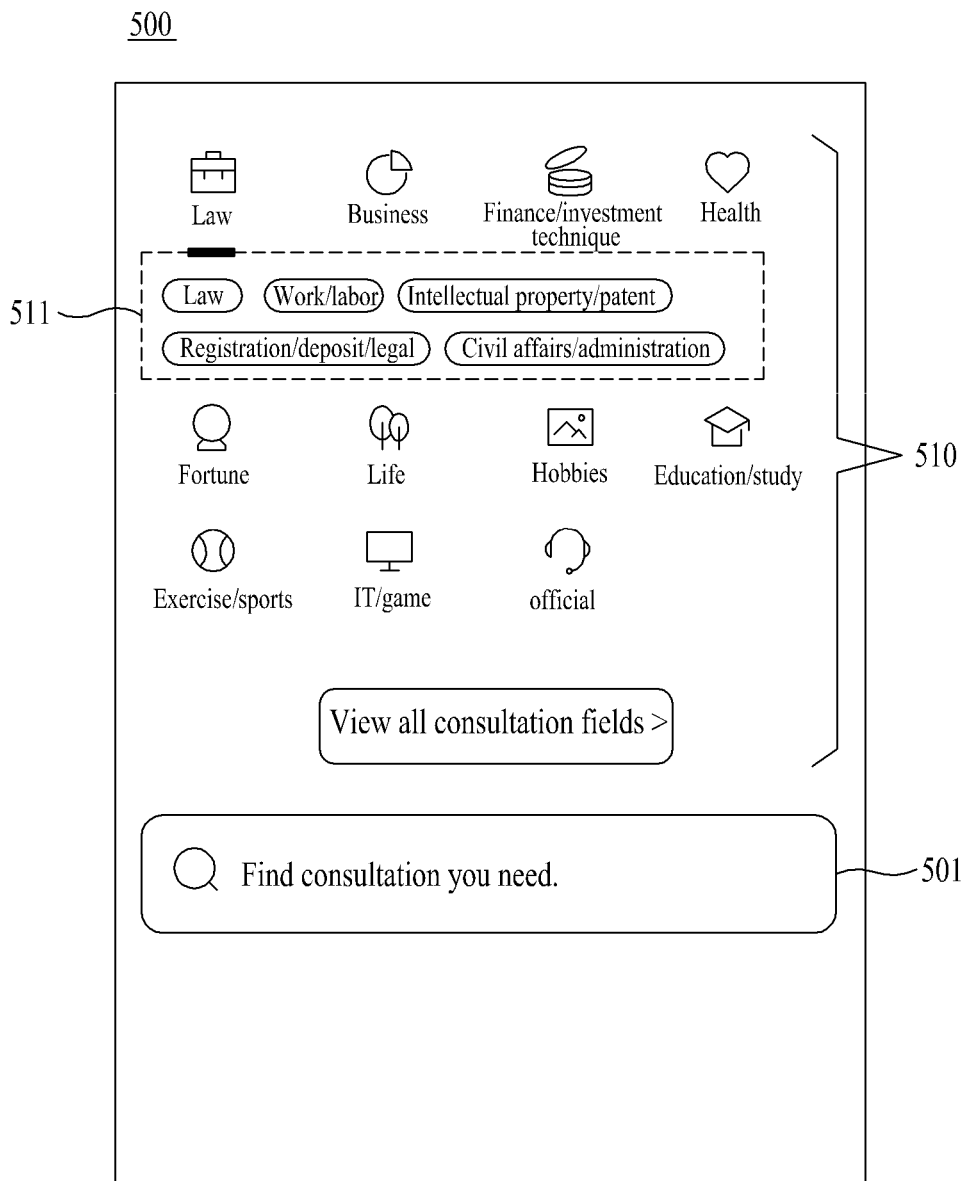 500
Law
Business
Finance/investment
technique
Health
511
Law
Work/labor
Intellectual property/patent
Registration/deposit/legal
Civil affairs/administration
Fortune
Life
Hobbies
Education/study
510
Exercise/sports
IT/game
official
View all consultation fields >
Find consultation you need.
501